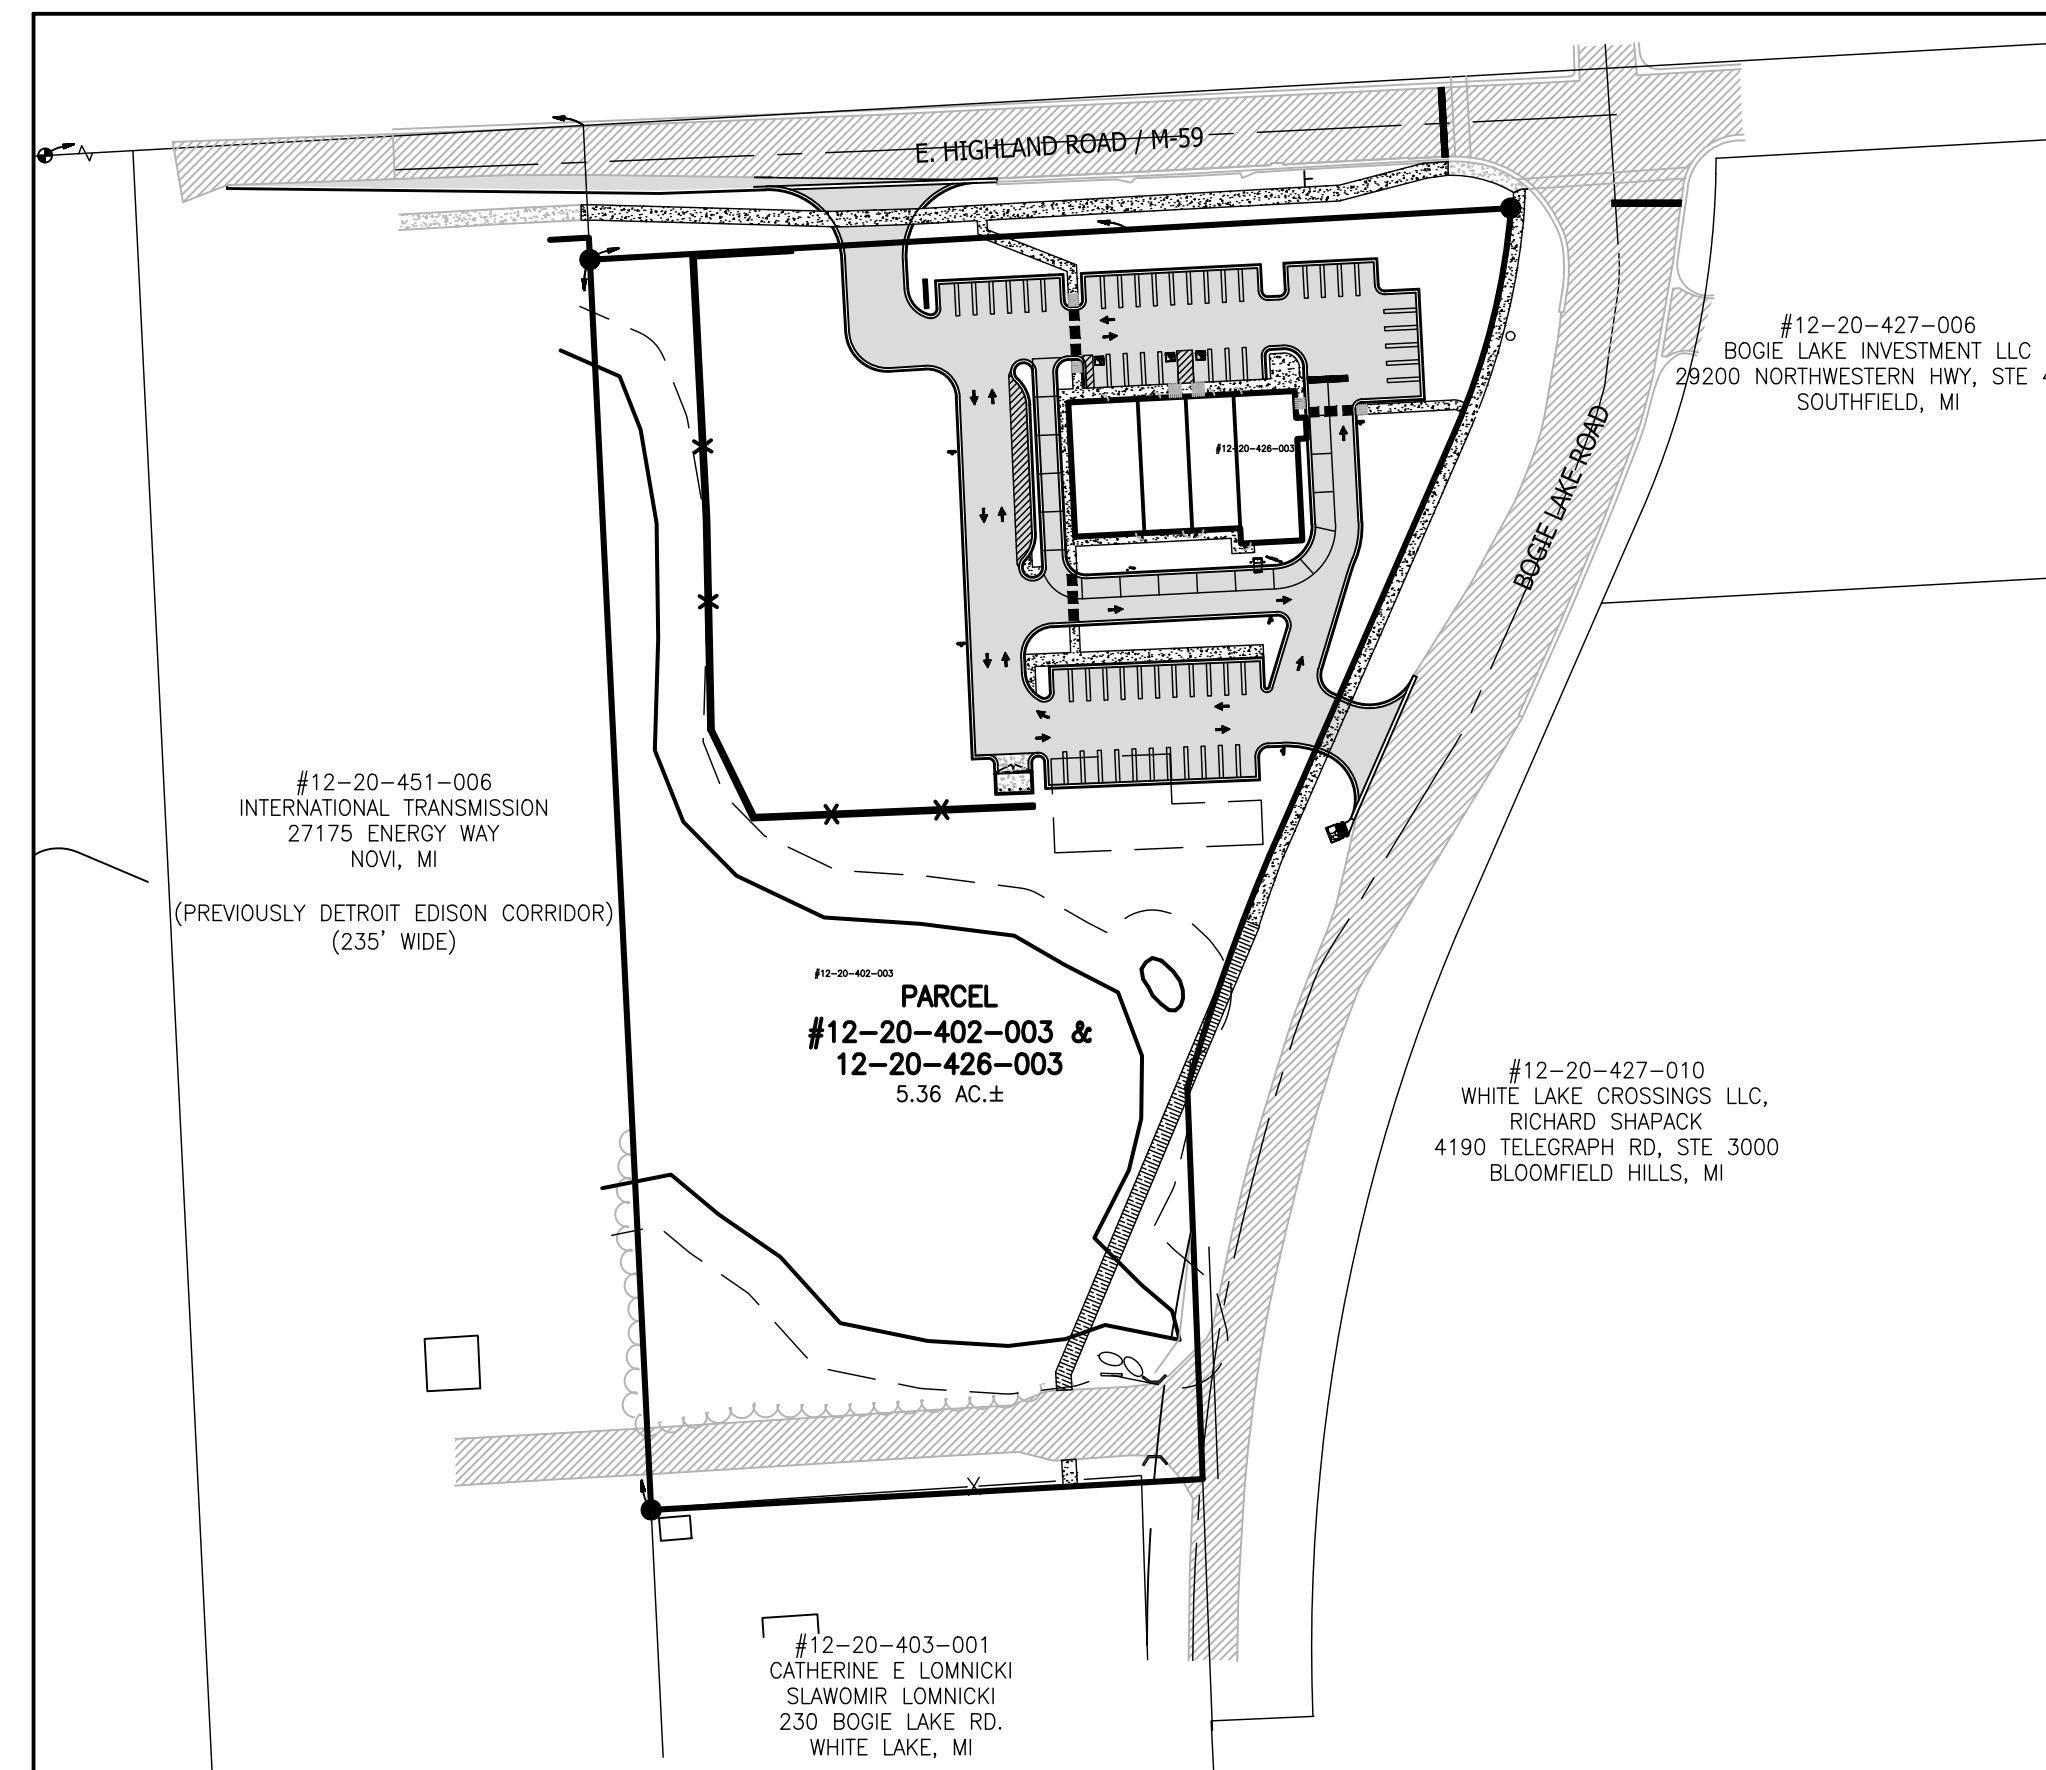 E. HIGHLAND ROAD / M-59
#12-20-427-006
BOGIE LAKE INVESTMENT LLC
29200 NORTHWESTERN HWY, STE
SOUTHFIELD, MI
#12-20-426-003
BOGIE LAKE ROAD
#12-20-451-006
INTERNATIONAL TRANSMISSION
27175 ENERGY WAY
NOVI, MI
(PREVIOUSLY DETROIT EDISON CORRIDOR)
(235' WIDE)
#12-20-402-003
PARCEL
#12-20-402-003 &
12-20-426-003
5.36 AC.±
#12-20-427-010
WHITE LAKE CROSSINGS LLC,
RICHARD SHAPACK
4190 TELEGRAPH RD, STE 3000
BLOOMFIELD HILLS, MI
#12-20-403-001
CATHERINE E LOMNICKI
SLAWOMIR LOMNICKI
230 BOGIE LAKE RD.
WHITE LAKE, MI